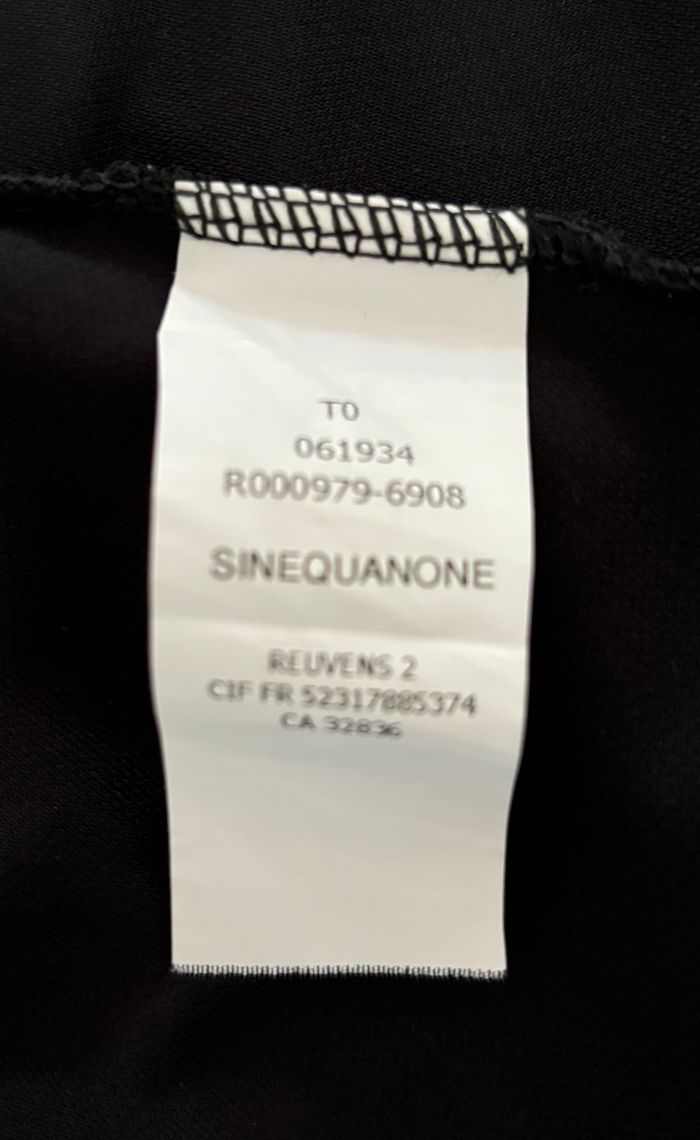 T0
061934
R000979-6908
SINEQUANONE
REUVENS 2
CIF FR 52317885374
CA 32836